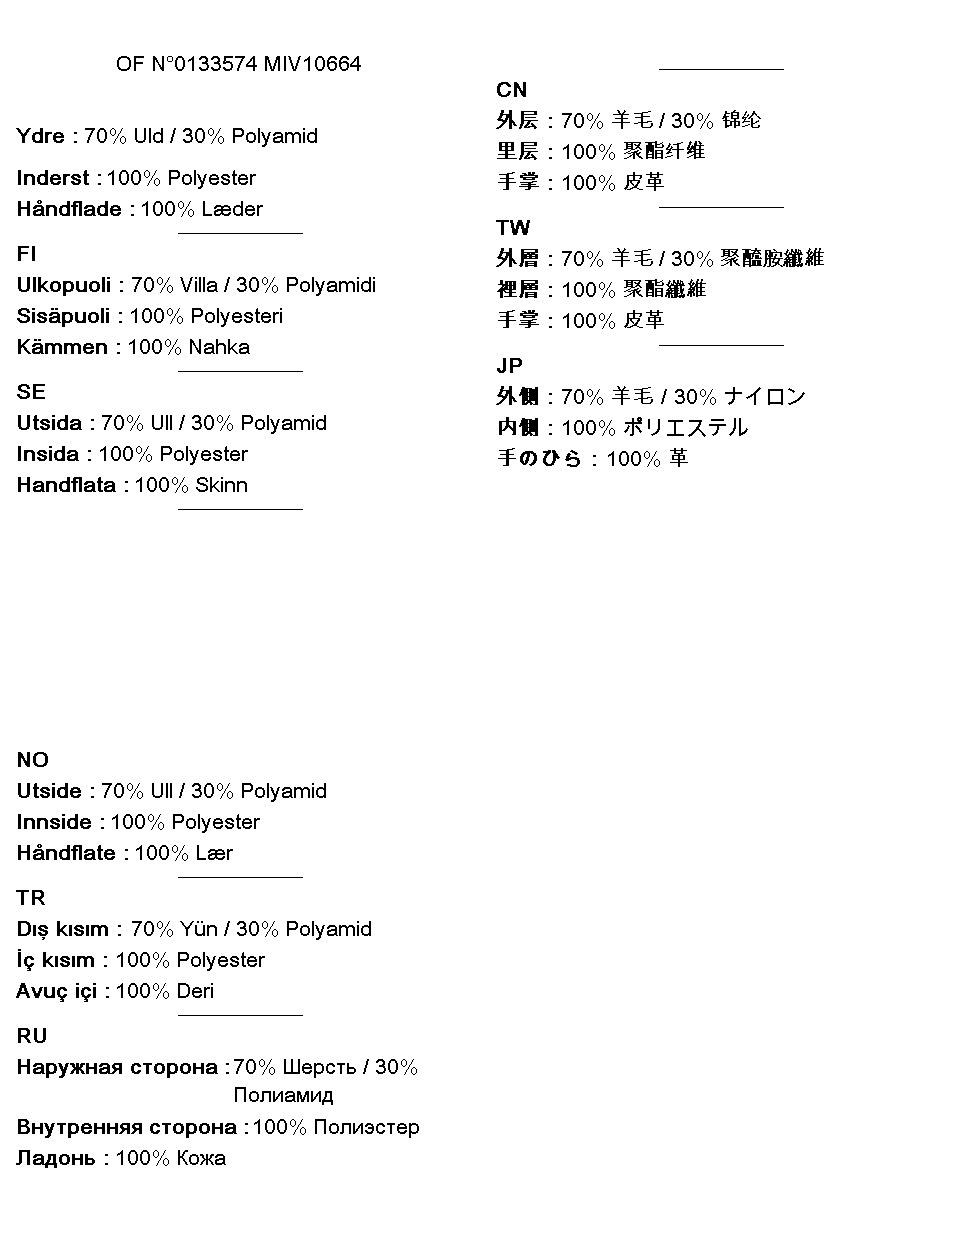 OF N°0133574 MIV10664
Ydre : 70% Uld / 30% Polyamid
Inderst : 100% Polyester
Håndflade : 100% Læder
FI
Ulkopuoli : 70% Villa / 30% Polyamidi
Sisäpuoli : 100% Polyesteri
Kämmen : 100% Nahka
SE
Utsida : 70% Ull / 30% Polyamid
Insida : 100% Polyester
Handflata : 100% Skinn
NO
Utside : 70% Ull / 30% Polyamid
Innside : 100% Polyester
Håndflate : 100% Lær
TR
Dış kısım : 70% Yün / 30% Polyamid
İç kısım : 100% Polyester
Avuç içi : 100% Deri
RU
Наружная сторона : 70% Шерсть / 30%
Полиамид
Внутренняя сторона : 100% Полиэстер
Ладонь : 100% Кожа
CN
外层 : 70% 羊毛 / 30% 锦纶
里层 : 100% 聚酯纤维
手掌 : 100% 皮革
TW
外層 : 70% 羊毛 / 30% 聚醯胺纖維
裡層 : 100% 聚酯纖維
手掌 : 100% 皮革
JP
外側 : 70% 羊毛 / 30% ナイロン
内側 : 100% ポリエステル
手のひら : 100% 革